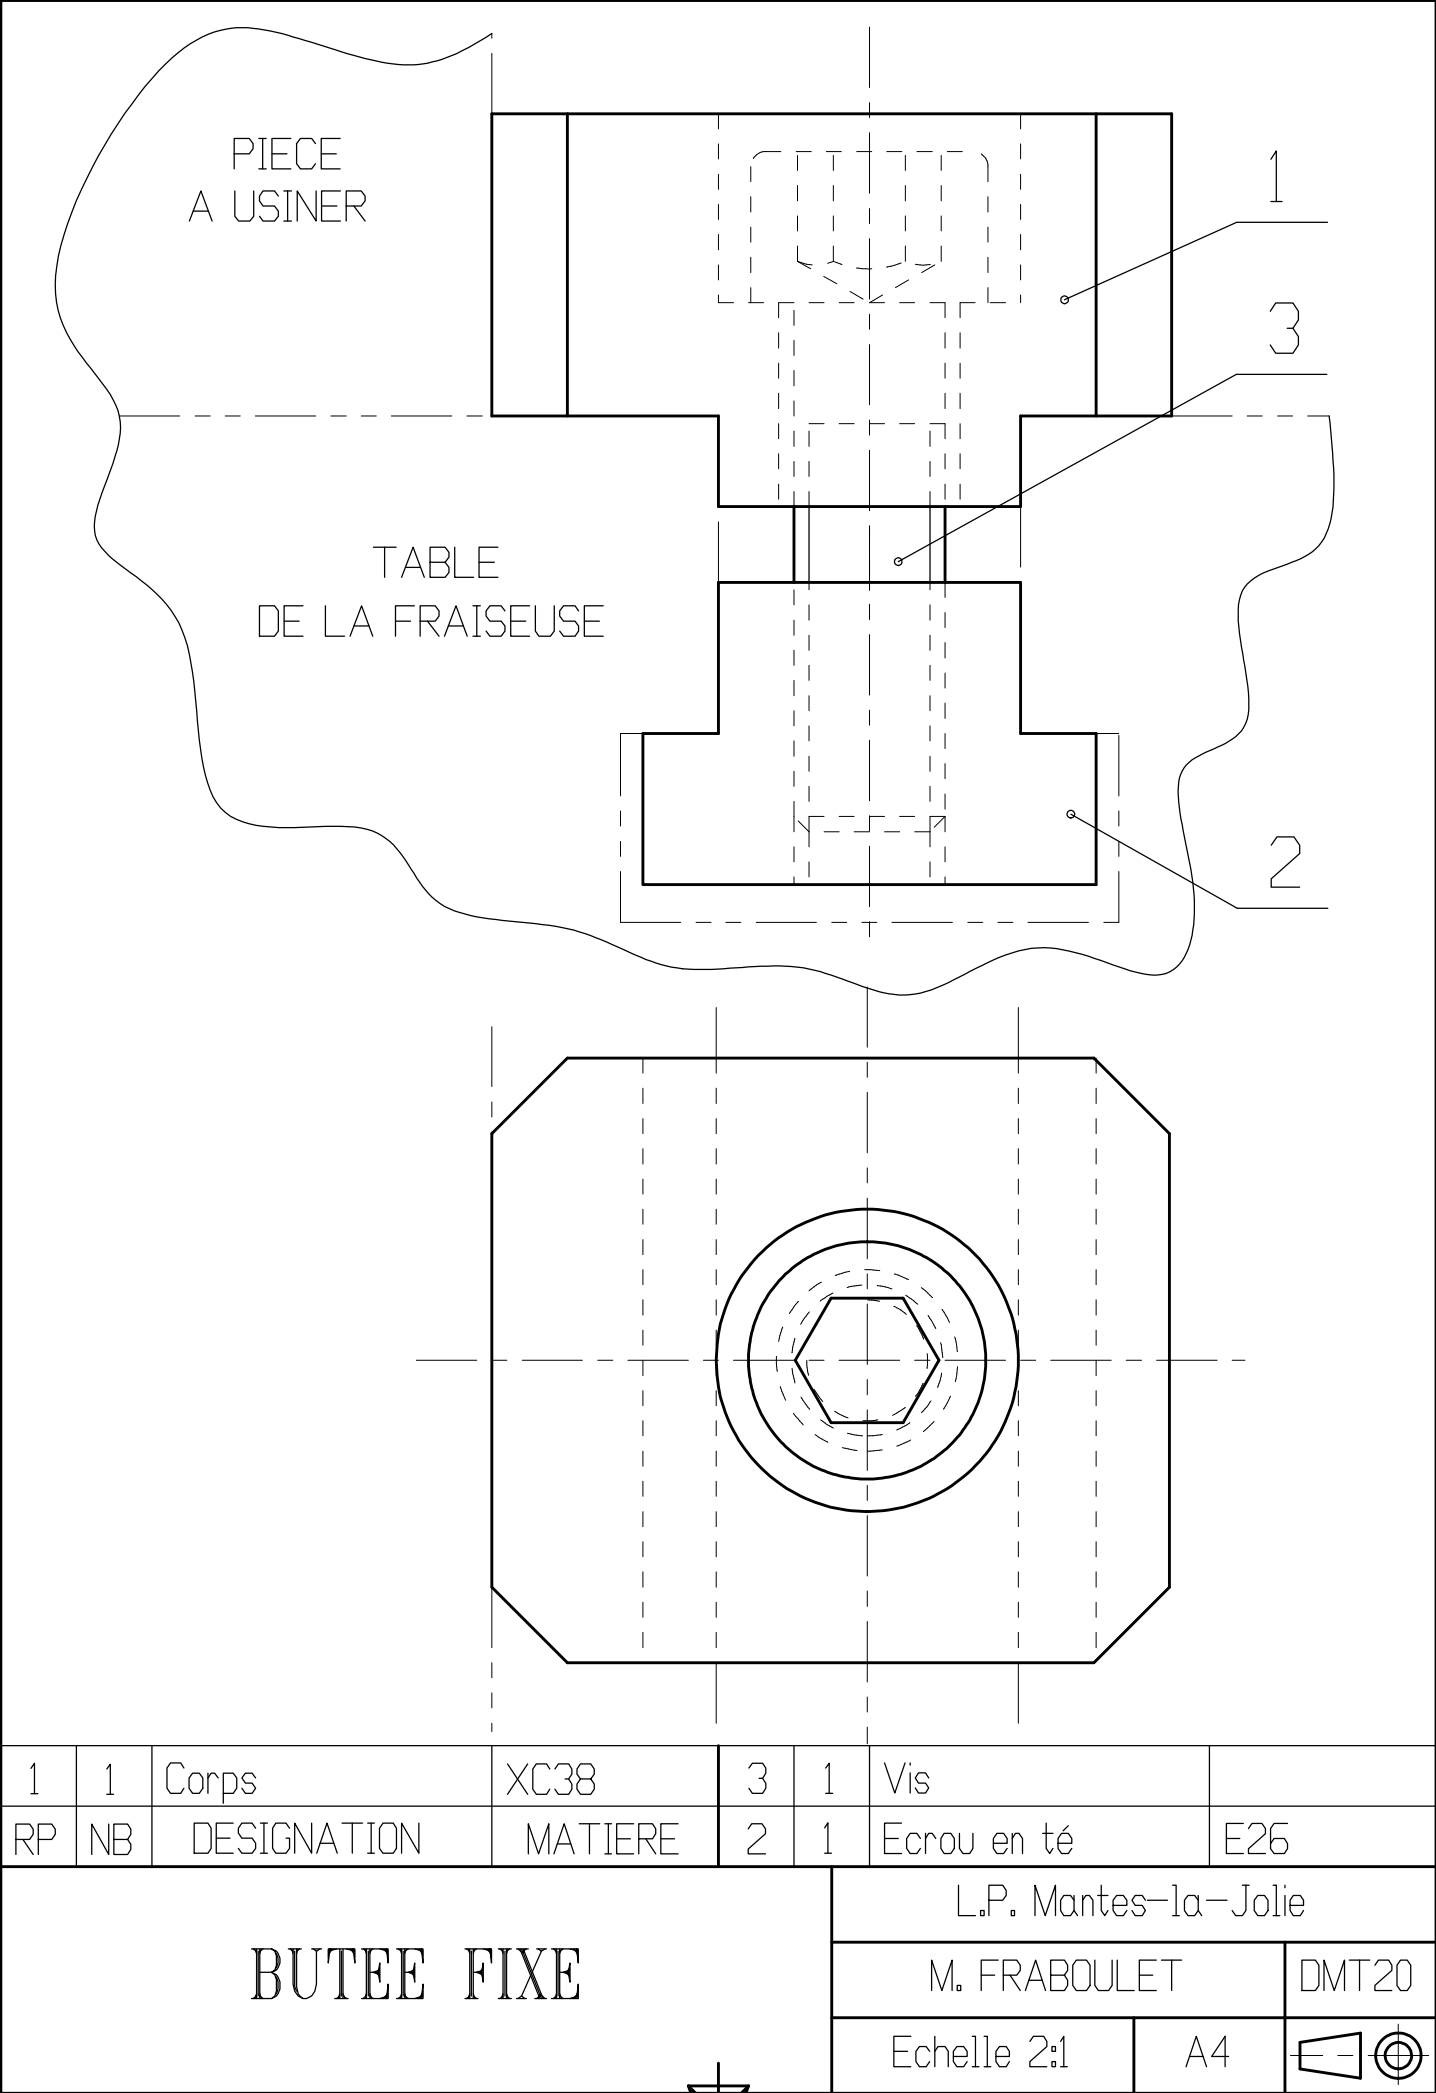 PIECE
A USINER
1
3
TABLE
DE LA FRAISEUSE
2
1 1 Corps XC38 3 1 Vis
RP NB DESIGNATION MATIERE 2 1 Ecrou en té E26
L.P. Mantes-la-Jolie
BUTEE FIXE
M. FRABOULET DMT20
Echelle 2:1 A4